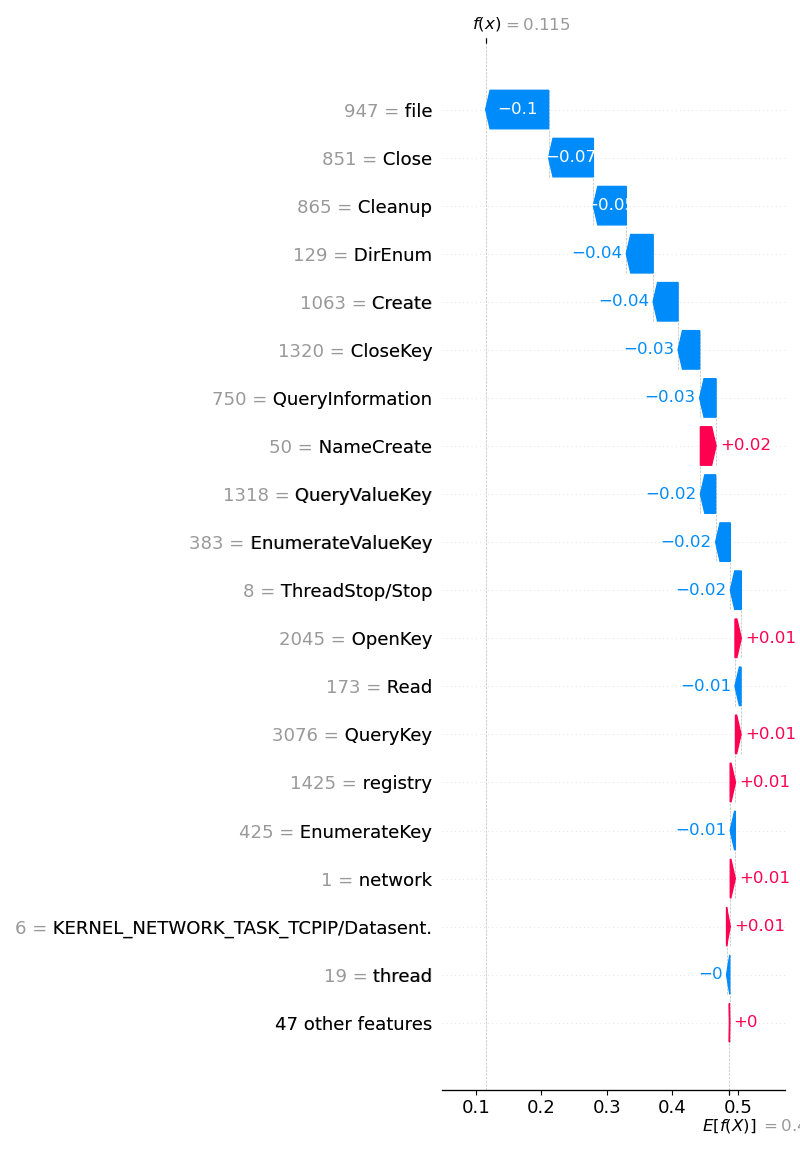 f(x) = 0.115
947 = file −0.1
851 = Close −0.07
865 = Cleanup
129 = DirEnum −0.04
1063 = Create −0.04
1320 = CloseKey −0.03
750 = QueryInformation −0.03
50 = NameCreate +0.02
1318 = QueryValueKey −0.02
383 = EnumerateValueKey −0.02
8 = ThreadStop/Stop −0.02
2045 = OpenKey +0.01
173 = Read −0.01
3076 = QueryKey +0.01
1425 = registry +0.01
425 = EnumerateKey −0.01
1 = network +0.01
6 = KERNEL_NETWORK_TASK_TCPIP/Datasent. +0.01
19 = thread −0
47 other features +0
0.1 0.2 0.3 0.4 0.5
E[f(X)] =